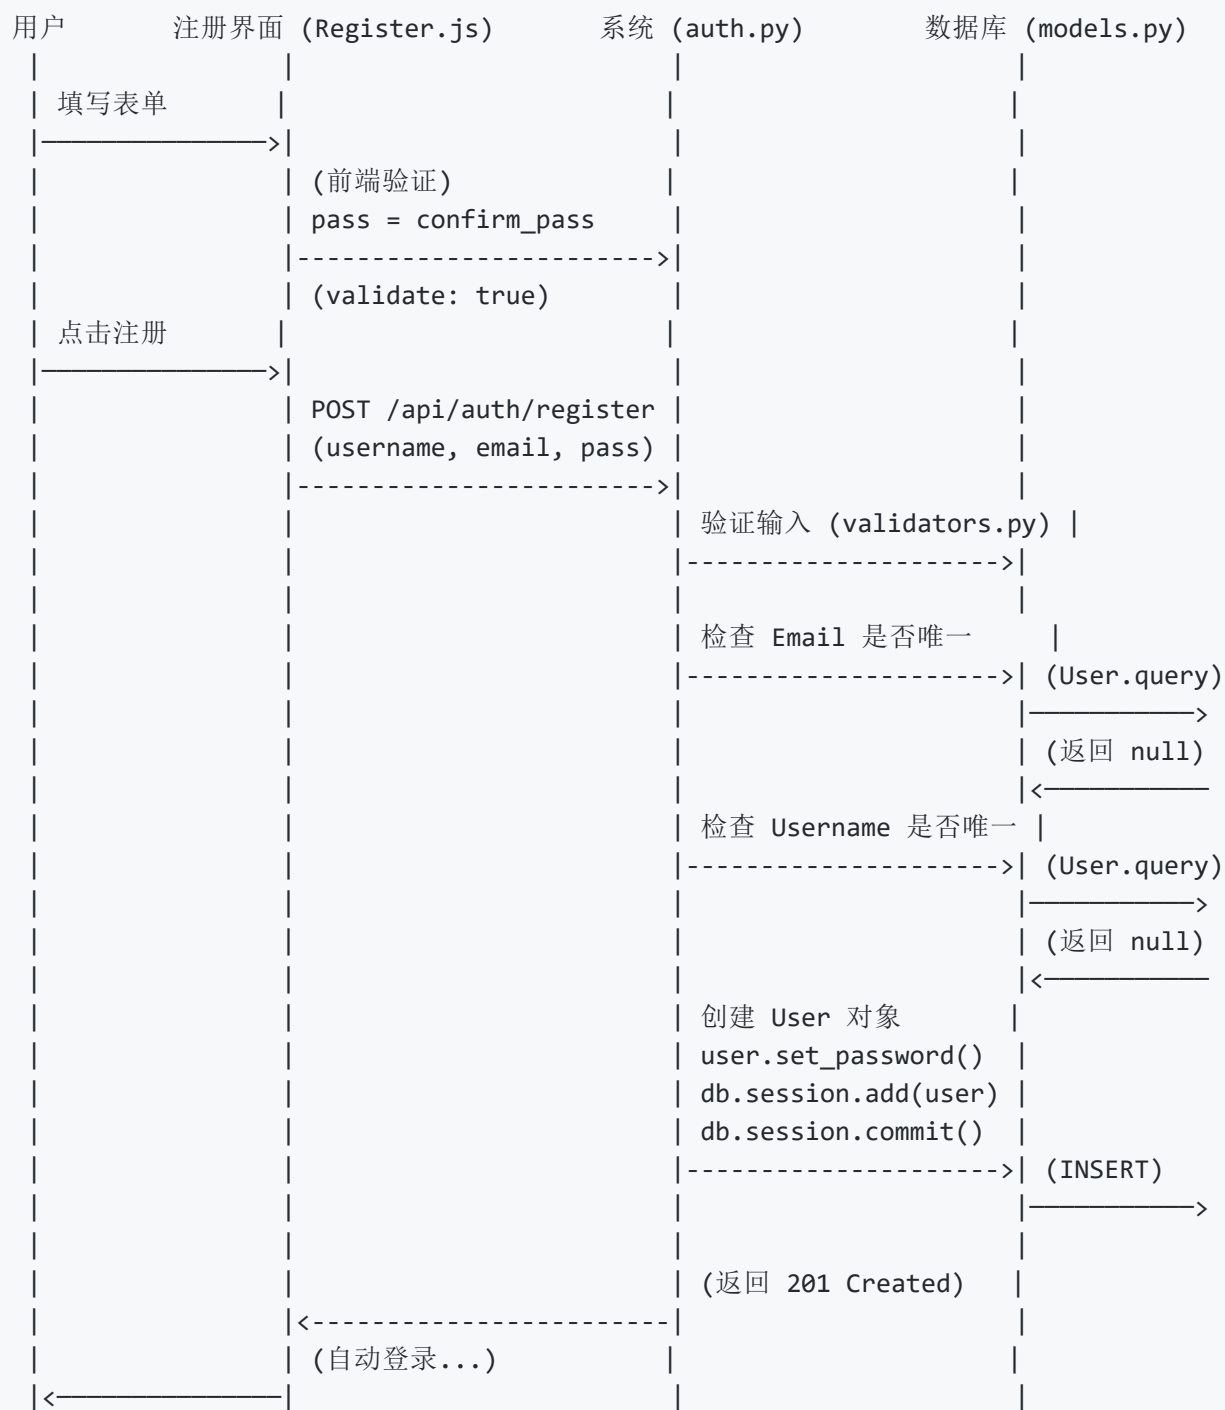 用户 注册界面 (Register.js) 系统 (auth.py) 数据库 (models.py)
填写表单
(前端验证)
pass = confirm_pass
(validate: true)
点击注册
POST /api/auth/register
(username, email, pass)
验证输入 (validators.py)
检查 Email 是否唯一
(User.query)
(返回 null)
检查 Username 是否唯一
(User.query)
(返回 null)
创建 User 对象
user.set_password()
db.session.add(user)
db.session.commit()
(INSERT)
(返回 201 Created)
(自动登录...)